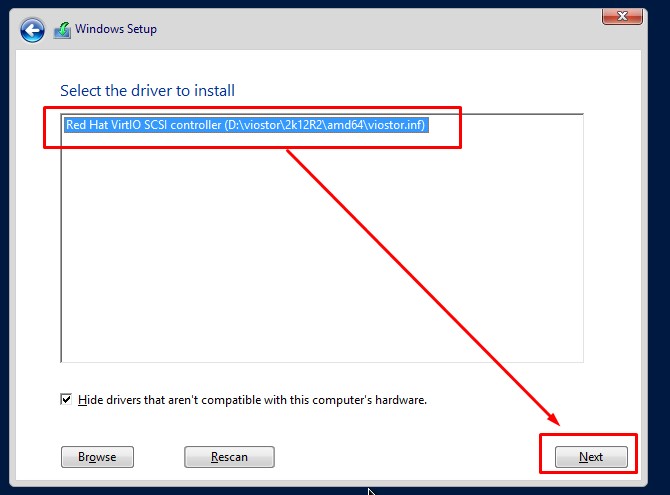 Windows Setup
Select the driver to install
Red Hat VirtIO SCSI controller (D:\viostor\2k12R2\amd64\viostor.inf)
Hide drivers that aren't compatible with this computer's hardware.
Browse
Rescan
Next